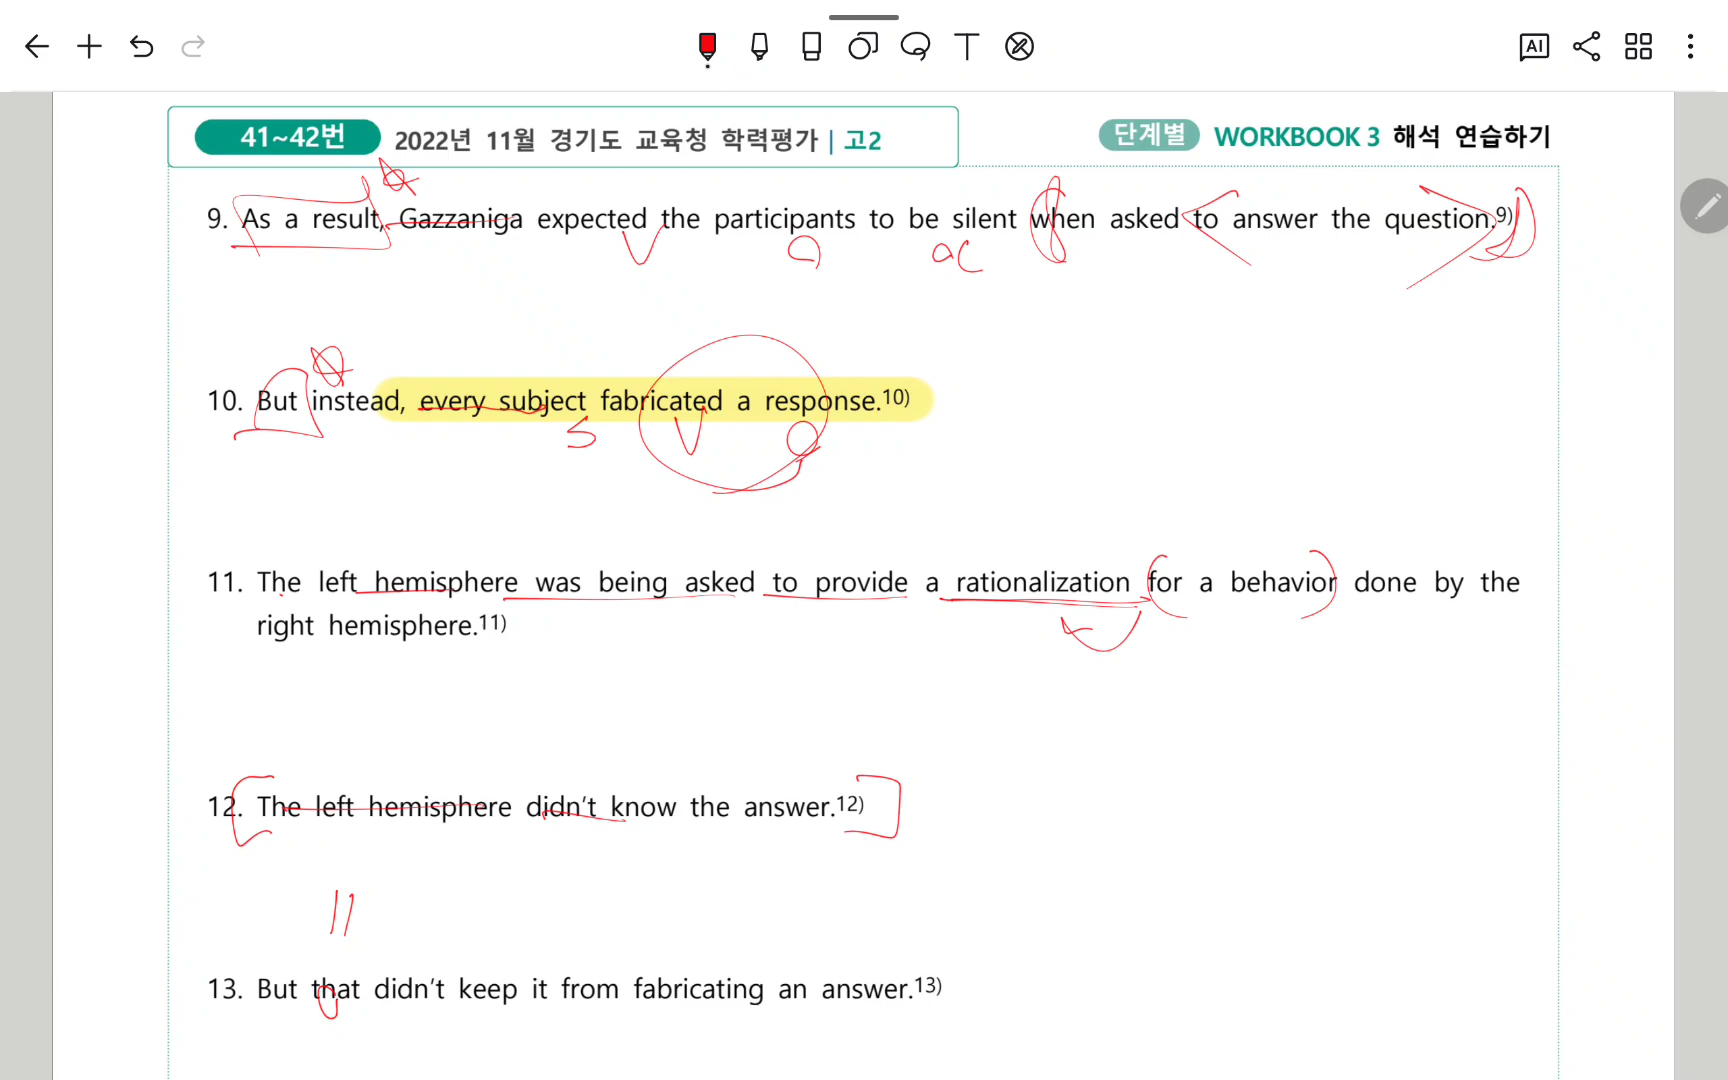 AI
41~42번 2022년 11월 경기도 교육청 학력평가 | 고2 단계별 WORKBOOK 3 해석 연습하기
9. As a result, Gazzaniga expected the participants to be silent when asked to answer the question.9)
V O OC
10. But instead, every subject fabricated a response.10)
S V O
11. The left hemisphere was being asked to provide a rationalization for a behavior done by the
right hemisphere.11)
12. The left hemisphere didn't know the answer.12)
13. But that didn't keep it from fabricating an answer.13)